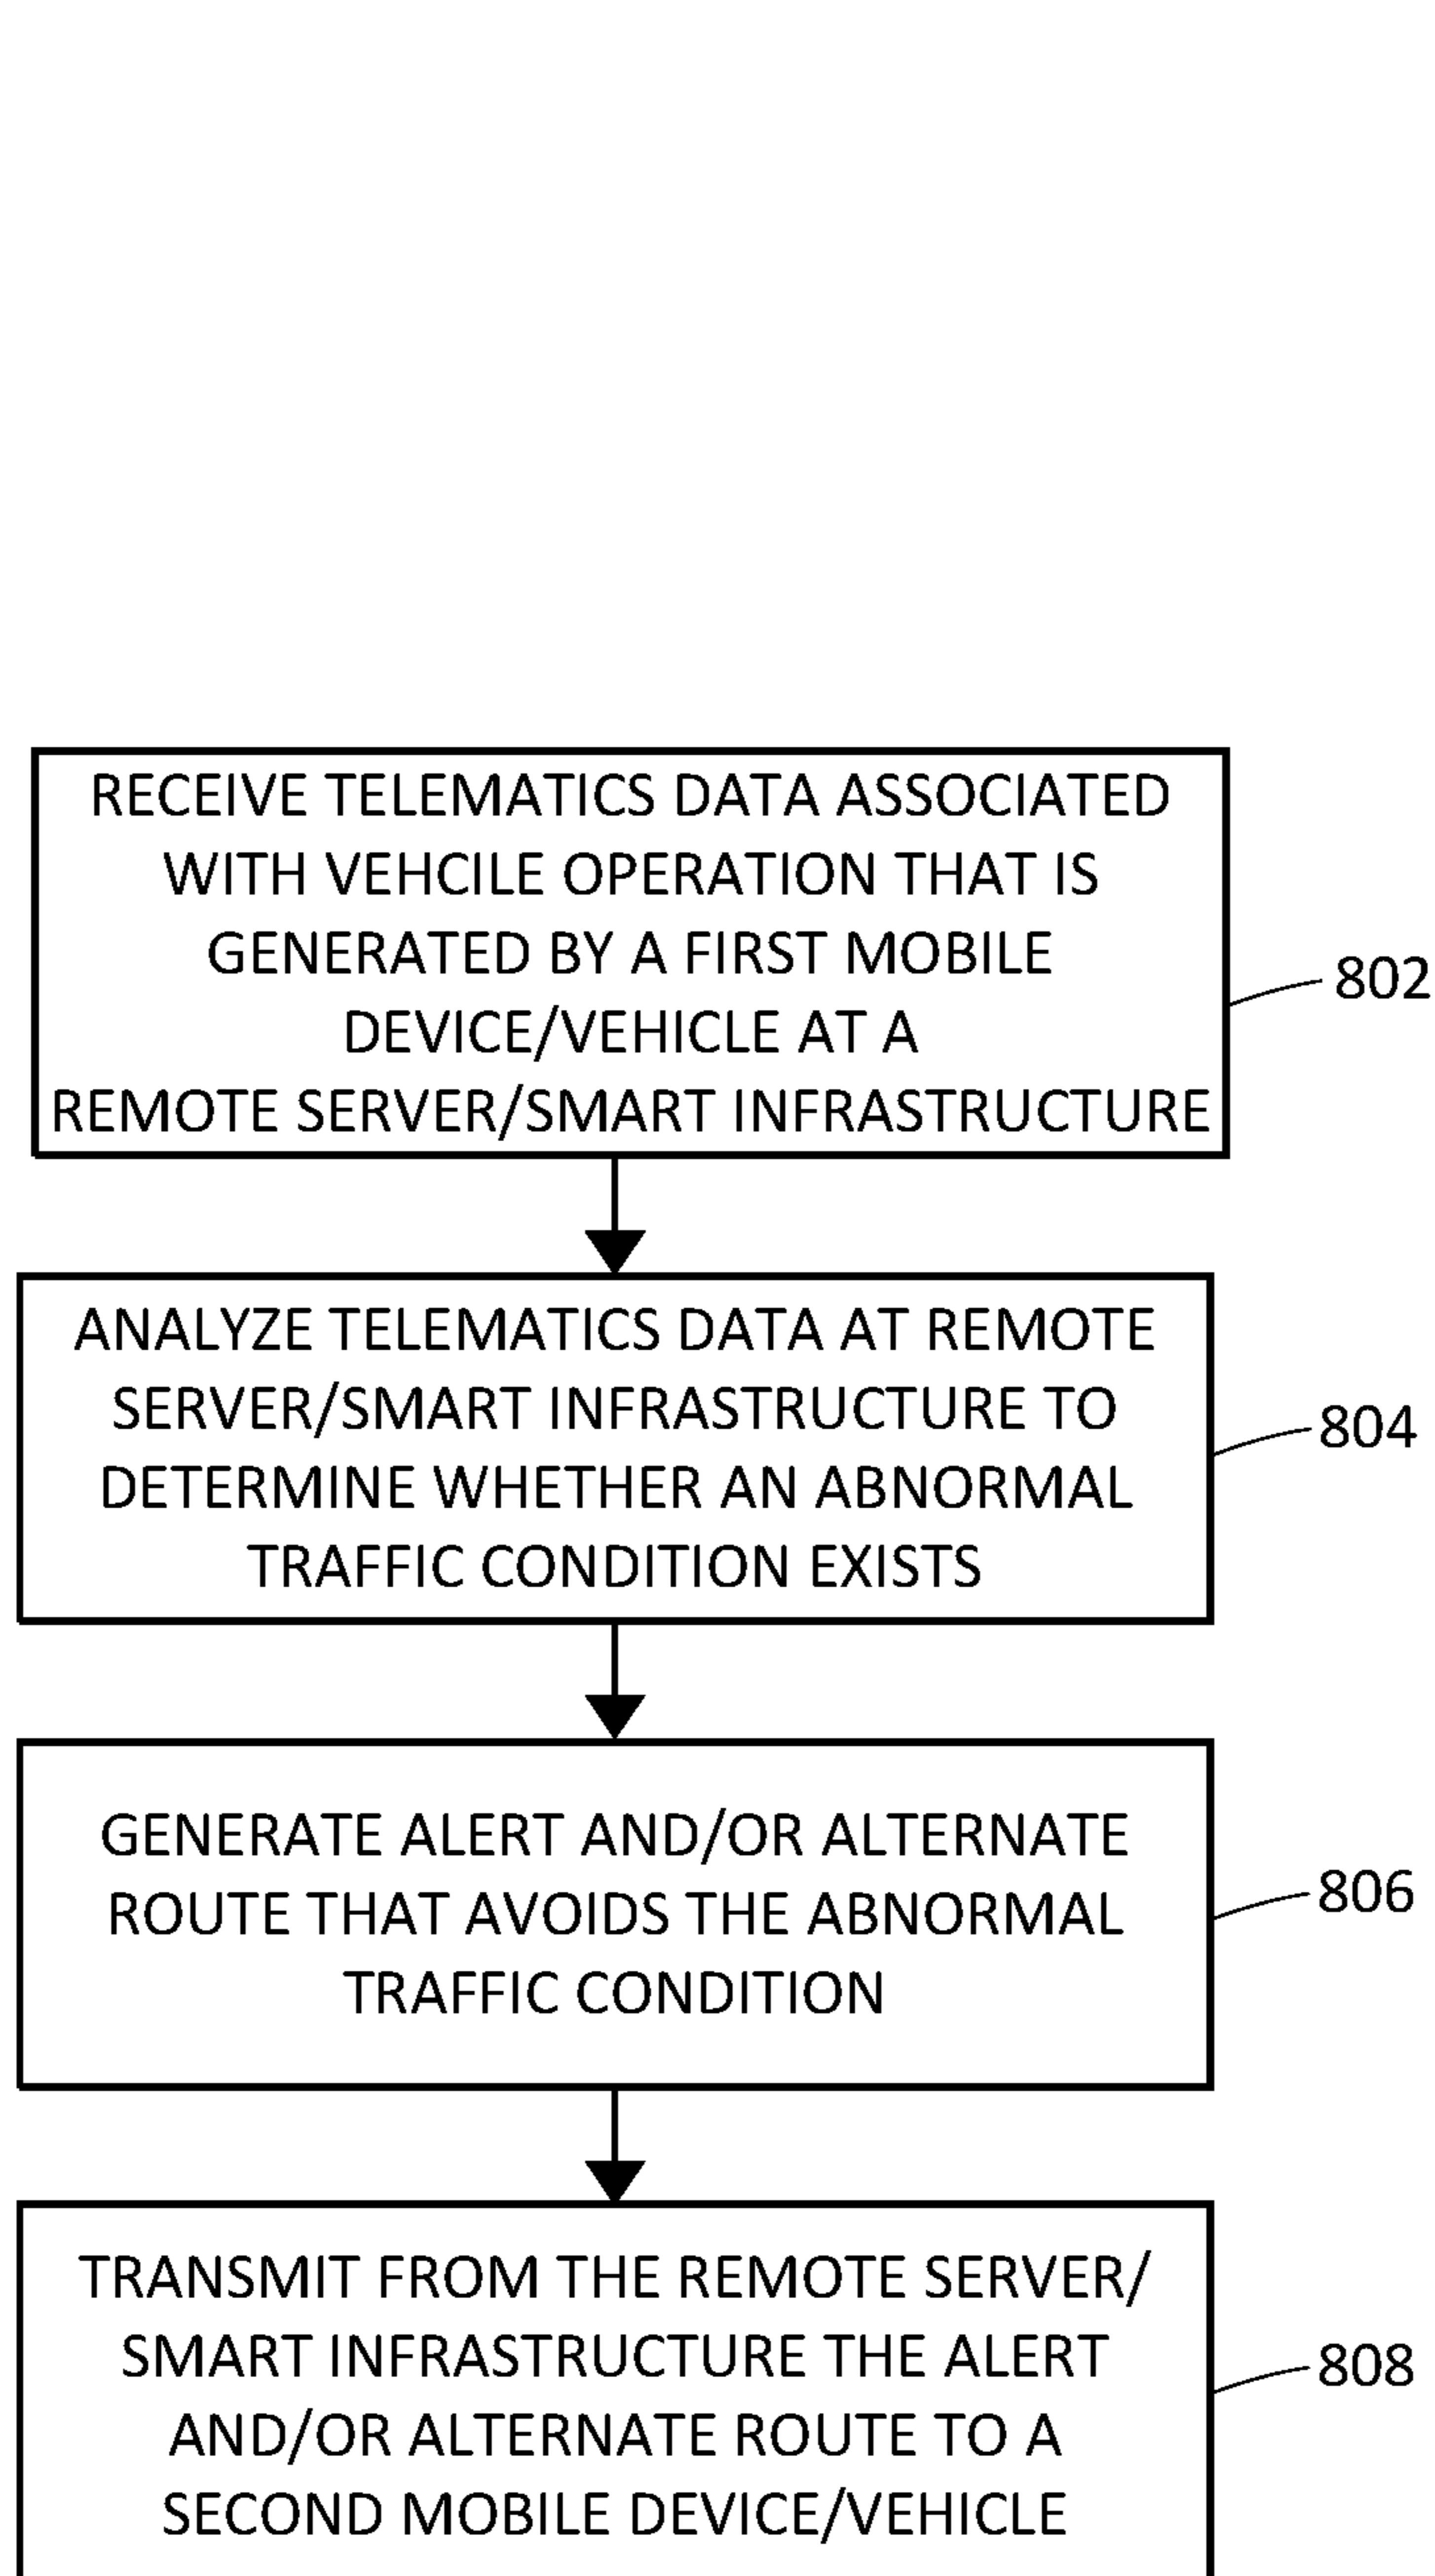 RECEIVE TELEMATICS DATA ASSOCIATED
WITH VEHCILE OPERATION THAT IS
GENERATED BY A FIRST MOBILE
DEVICE/VEHICLE AT A
REMOTE SERVER/SMART INFRASTRUCTURE
802
ANALYZE TELEMATICS DATA AT REMOTE
SERVER/SMART INFRASTRUCTURE TO
DETERMINE WHETHER AN ABNORMAL
TRAFFIC CONDITION EXISTS
804
GENERATE ALERT AND/OR ALTERNATE
ROUTE THAT AVOIDS THE ABNORMAL
TRAFFIC CONDITION
806
TRANSMIT FROM THE REMOTE SERVER/
SMART INFRASTRUCTURE THE ALERT
AND/OR ALTERNATE ROUTE TO A
SECOND MOBILE DEVICE/VEHICLE
808